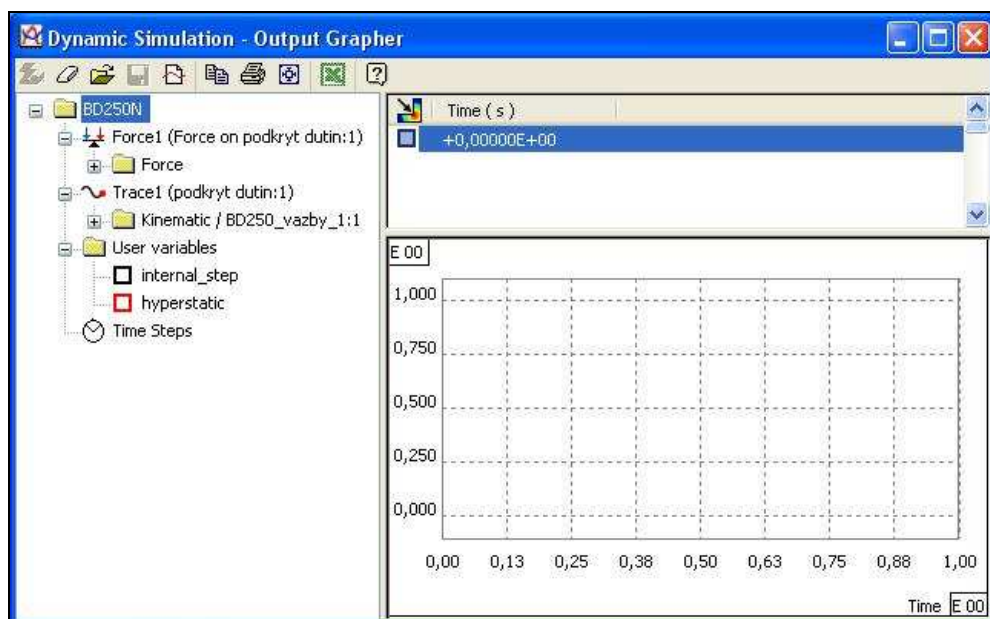 Dynamic Simulation - Output Grapher
BD250N
Force1 (Force on podkryt dutin:1)
Force
Trace1 (podkryt dutin:1)
Kinematic / BD250_vazby_1:1
User variables
internal_step
hyperstatic
Time Steps
Time ( s )
+0,00000E+00
E 00
1,000
0,750
0,500
0,250
0,000
0,00 0,13 0,25 0,38 0,50 0,63 0,75 0,88 1,00
Time E 00